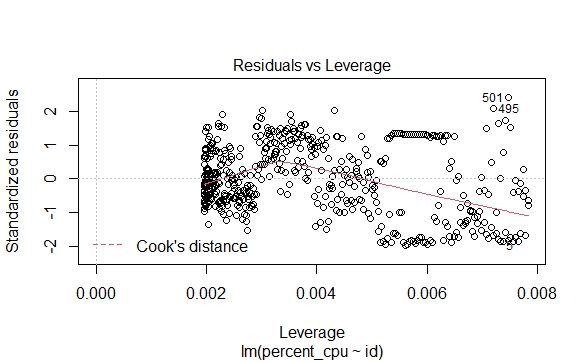 Residuals vs Leverage
Standardized residuals
2
1
0
-1
-2
501
495
5
Cook's distance
0.000 0.002 0.004 0.006 0.008
Leverage
lm(percent_cpu ~ id)